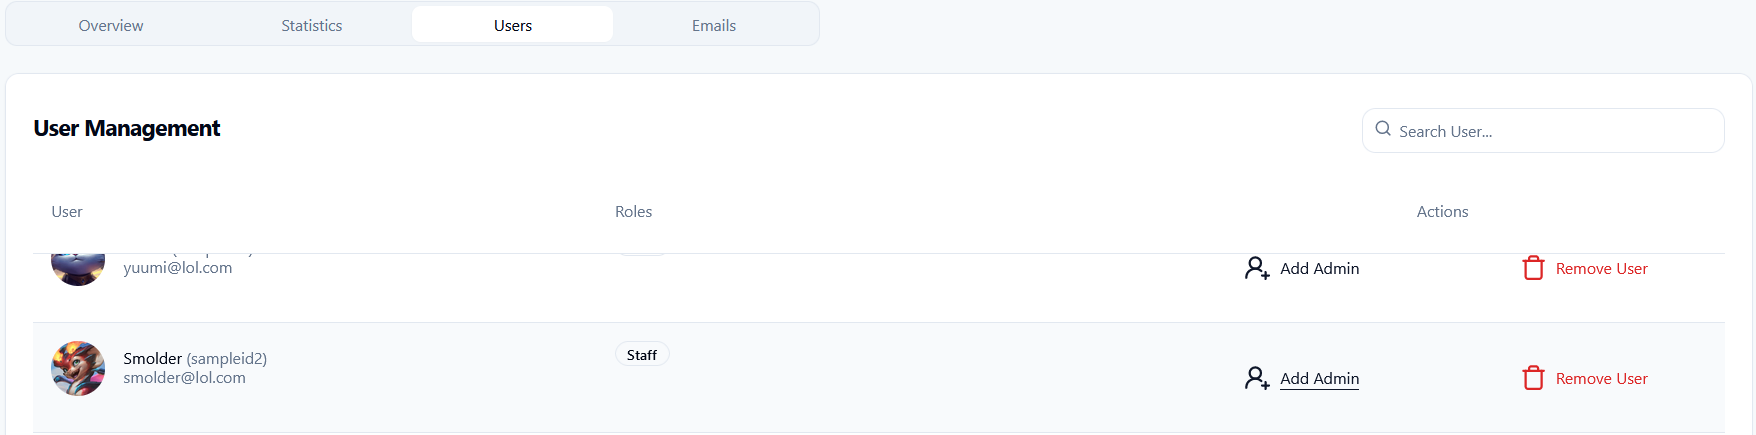 Overview Statistics Users Emails
User Management
Search User...
User Roles Actions
yuumi@lol.com
Add Admin Remove User
Smolder (sampleid2)
smolder@lol.com
Staff
Add Admin Remove User